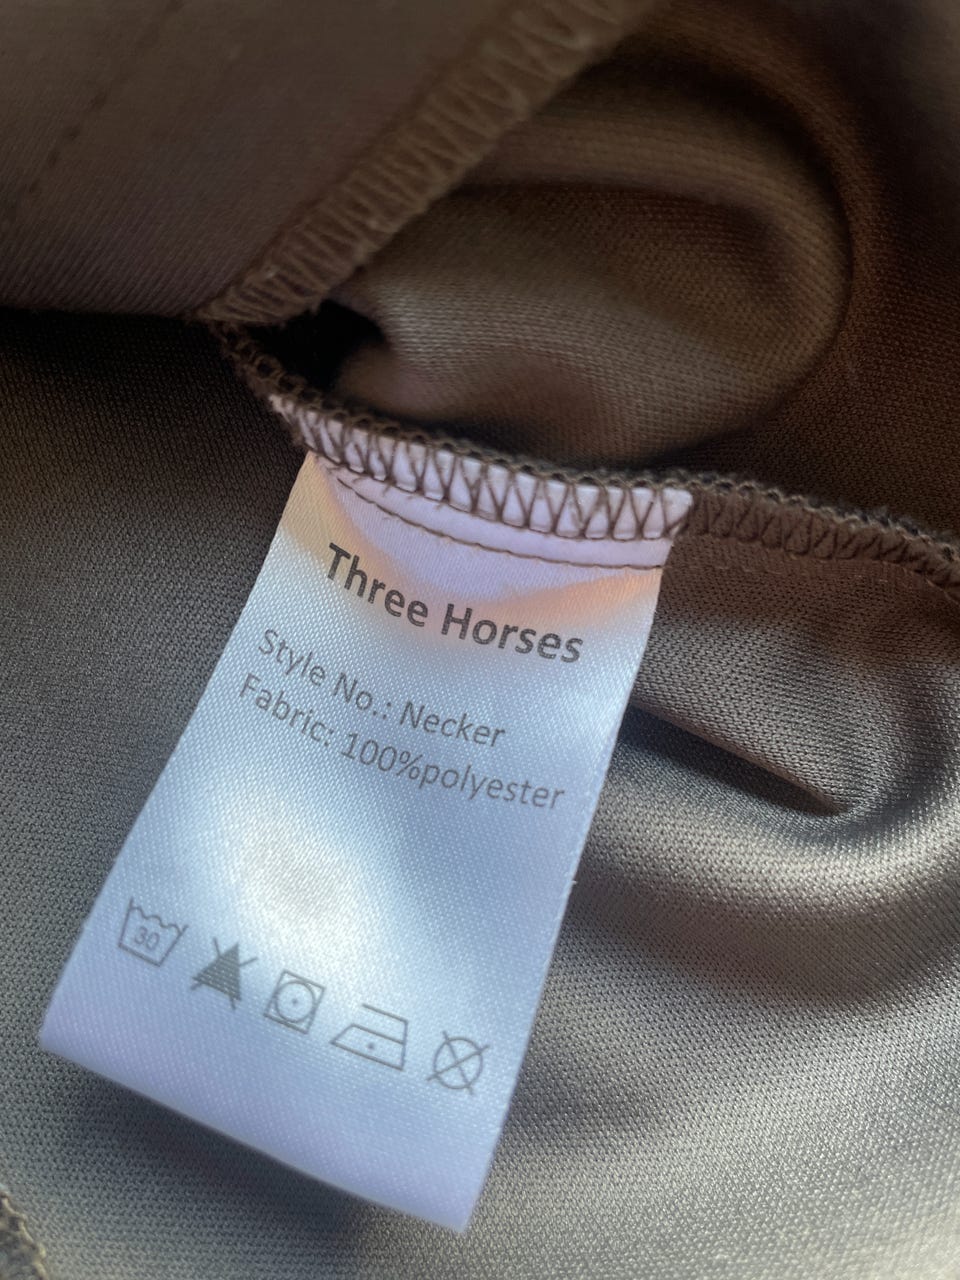 Three Horses
Style No.: Necker
Fabric: 100%polyester
30